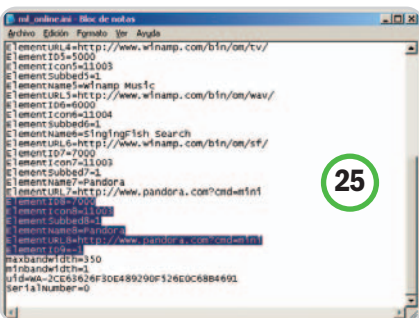 ml_online.ini - Bloc de notas
Archivo Edición Formato Ver Ayuda
ElementURL4=http://www.winamp.com/bin/om/tv/
ElementID5=5000
ElementIcon5=11003
ElementSubbed5=1
ElementName5=Winamp Music
ElementURL5=http://www.winamp.com/bin/om/wav/
ElementID6=6000
ElementIcon6=11004
ElementSubbed6=1
ElementName6=SingingFish Search
ElementURL6=http://www.winamp.com/bin/om/sf/
ElementID7=7000
ElementIcon7=11003
ElementSubbed7=1
ElementName7=Pandora
ElementURL7=http://www.pandora.com?cmd=mini
ElementID8=7000
ElementIcon8=11003
ElementSubbed8=1
ElementName8=Pandora
ElementURL8=http://www.pandora.com?cmd=mini
ElementID9=-1
maxbandwidth=350
minbandwidth=1
uid=WA-2CE63626F3DE489290F526E0C68B4691
SerialNumber=0
25